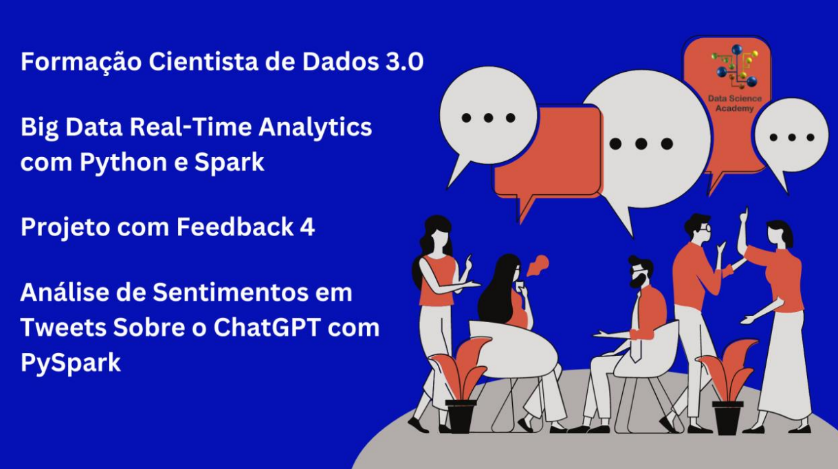 Formação Cientista de Dados 3.0
Big Data Real-Time Analytics
com Python e Spark
Projeto com Feedback 4
Análise de Sentimentos em
Tweets Sobre o ChatGPT com
PySpark
Data Science
Academy